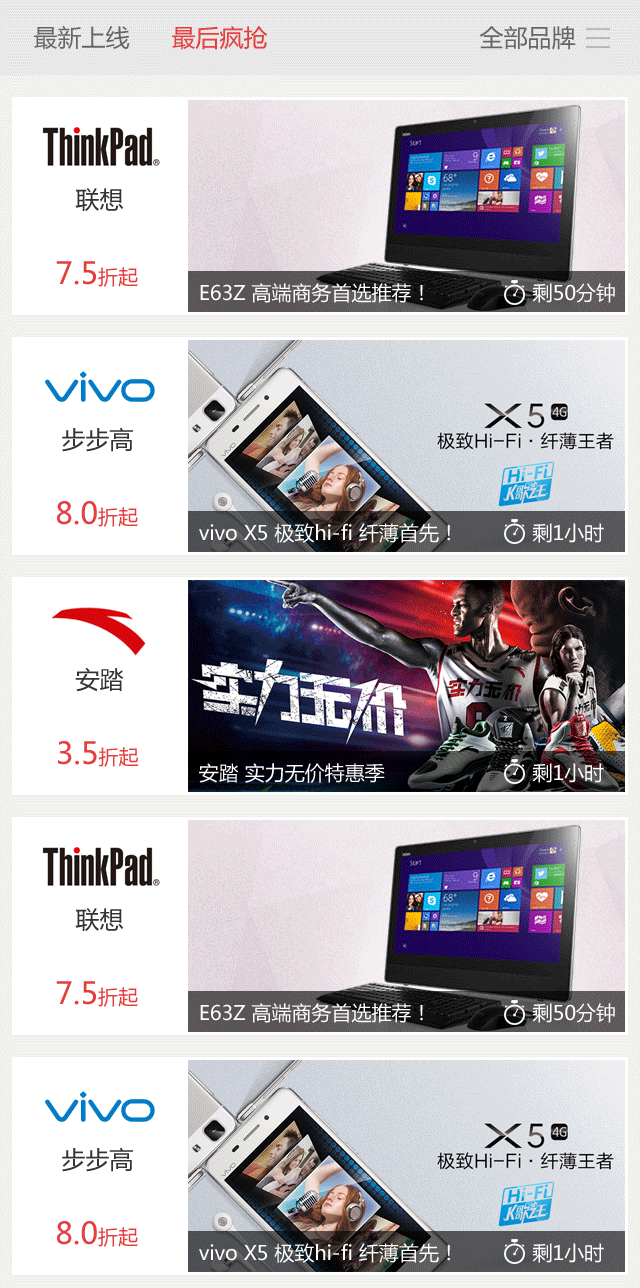 最新上线 最后疯抢 全部品牌
ThinkPad®
联想
7.5折起
E63Z 高端商务首选推荐！ 剩50分钟
vivo
步步高
8.0折起
X5 4G
极致Hi-Fi · 纤薄王者
Hi-Fi
K歌之王
vivo X5 极致hi-fi 纤薄首先！ 剩1小时
安踏
3.5折起
实力无价
实力无价
安踏 实力无价特惠季 剩1小时
ThinkPad®
联想
7.5折起
E63Z 高端商务首选推荐！ 剩50分钟
vivo
步步高
8.0折起
X5 4G
极致Hi-Fi · 纤薄王者
Hi-Fi
K歌之王
vivo X5 极致hi-fi 纤薄首先！ 剩1小时